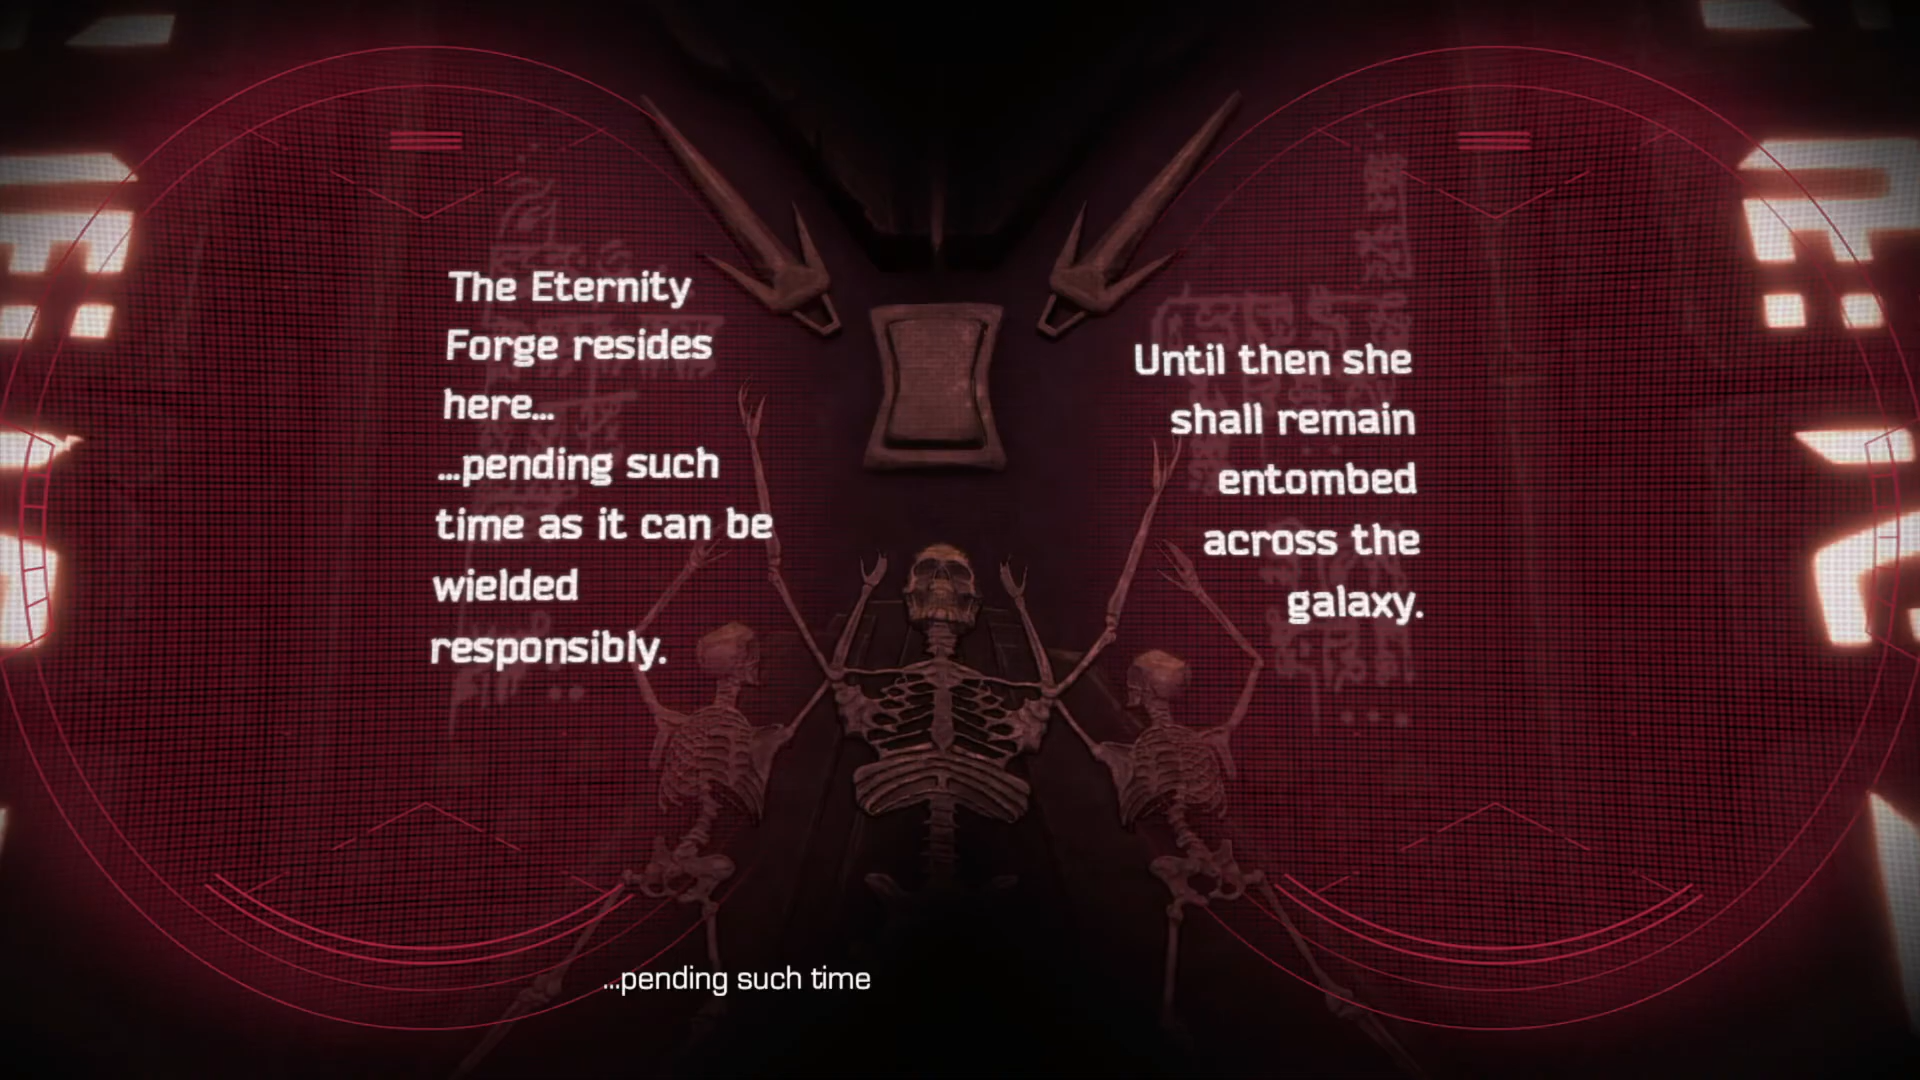 The Eternity
Forge resides
here...
...pending such
time as it can be
wielded
responsibly.
Until then she
shall remain
entombed
across the
galaxy.
...pending such time